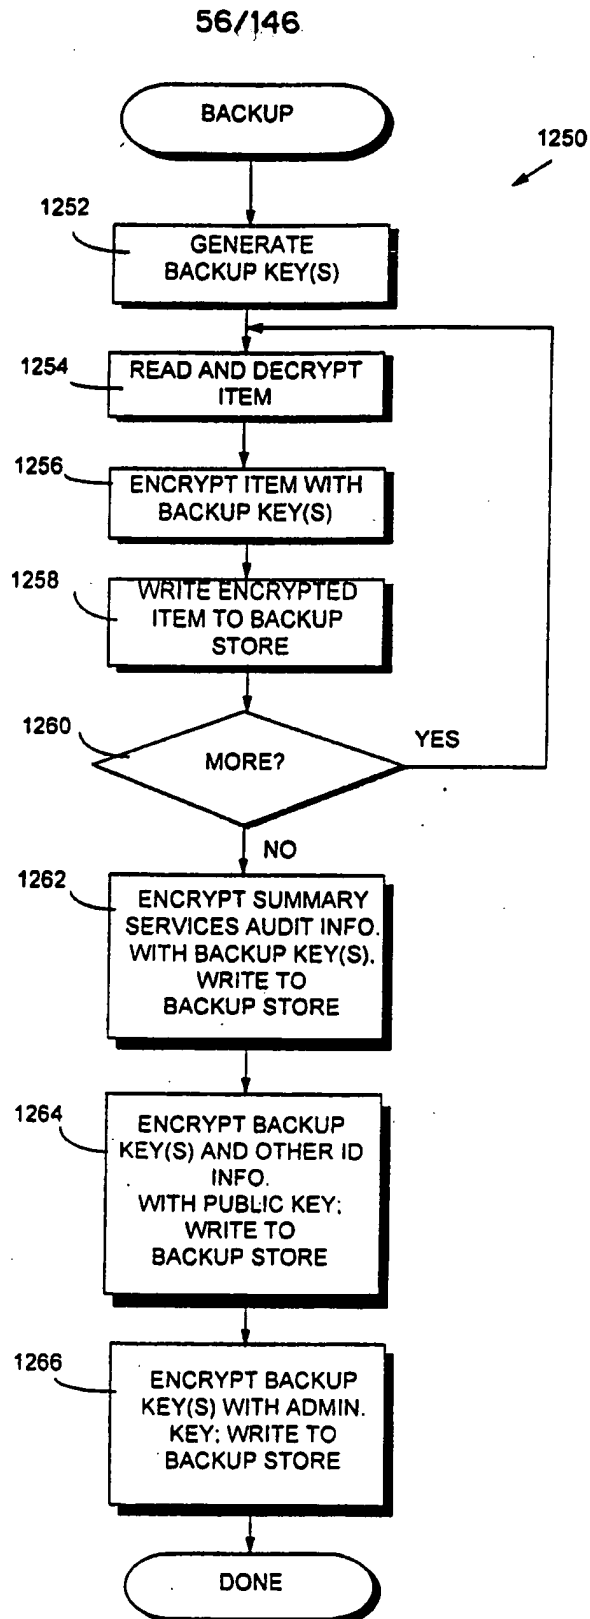 56/146
BACKUP
1250
1252
GENERATE
BACKUP KEY(S)
1254
READ AND DECRYPT
ITEM
1256
ENCRYPT ITEM WITH
BACKUP KEY(S)
1258
WRITE ENCRYPTED
ITEM TO BACKUP
STORE
1260
MORE?
YES
NO
1262
ENCRYPT SUMMARY
SERVICES AUDIT INFO.
WITH BACKUP KEY(S).
WRITE TO
BACKUP STORE
1264
ENCRYPT BACKUP
KEY(S) AND OTHER ID
INFO.
WITH PUBLIC KEY;
WRITE TO
BACKUP STORE
1266
ENCRYPT BACKUP
KEY(S) WITH ADMIN.
KEY; WRITE TO
BACKUP STORE
DONE